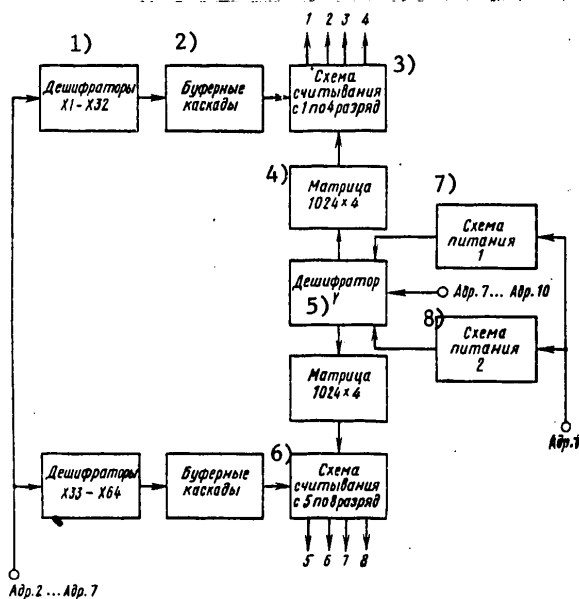 1 2 3 4
1)
2)
3)
Дешифраторы
X1-X32
Буферные
каскады
Схема
считывания
с 1 по 4 разряд
4)
Матрица
1024×4
7)
Схема
питания
1
Дешифратор
5) Y
Адр. 7... Адр. 10
8)
Схема
питания
2
Матрица
1024×4
Адр.1
6)
Дешифраторы
X33-X64
Буферные
каскады
Схема
считывания
с 5 по 8 разряд
5 6 7 8
Адр. 2 ... Адр. 7